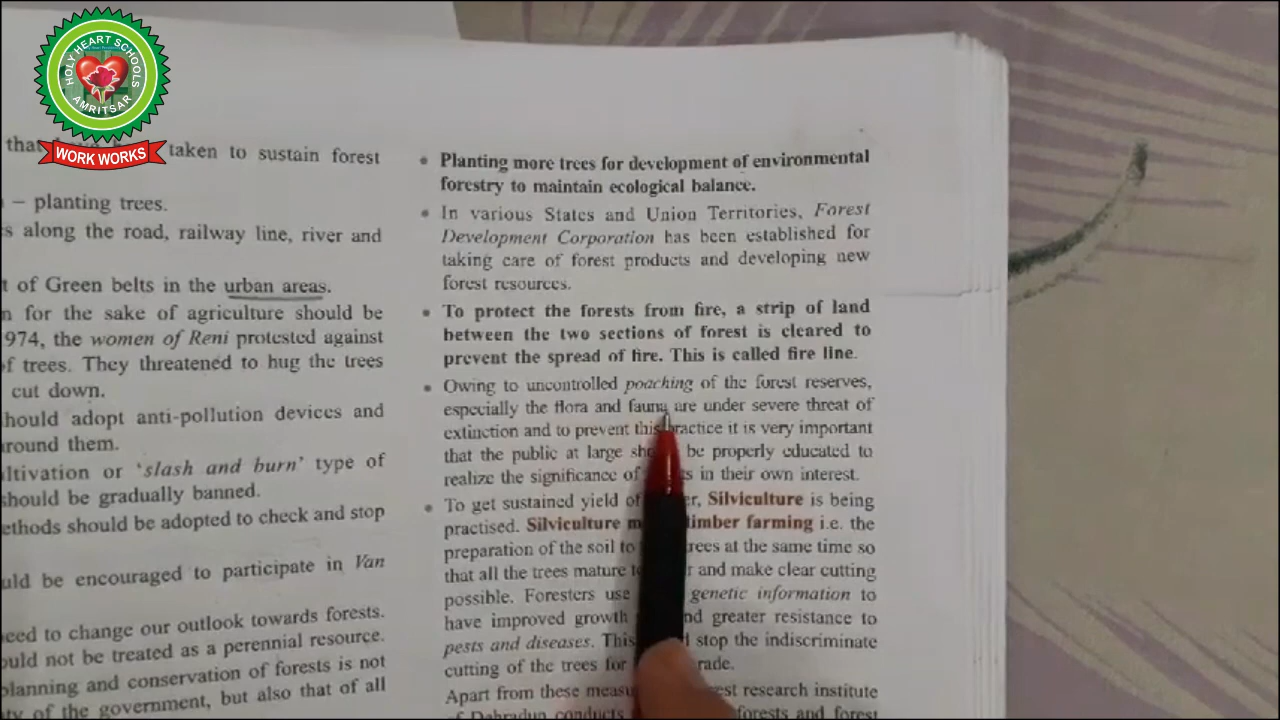 HOLY HEART SCHOOLS
AMRITSAR
WORK WORKS
that taken to sustain forest
– planting trees.
s along the road, railway line, river and
t of Green belts in the urban areas.
n for the sake of agriculture should be
974, the women of Reni protested against
of trees. They threatened to hug the trees
cut down.
hould adopt anti-pollution devices and
round them.
ltivation or ‘slash and burn’ type of
should be gradually banned.
ethods should be adopted to check and stop
uld be encouraged to participate in Van
eed to change our outlook towards forests.
ould not be treated as a perennial resource.
planning and conservation of forests is not
ty of the government, but also that of all
• Planting more trees for development of environmental
forestry to maintain ecological balance.
• In various States and Union Territories, Forest
Development Corporation has been established for
taking care of forest products and developing new
forest resources.
• To protect the forests from fire, a strip of land
between the two sections of forest is cleared to
prevent the spread of fire. This is called fire line.
• Owing to uncontrolled poaching of the forest reserves,
especially the flora and fauna are under severe threat of
extinction and to prevent this practice it is very important
that the public at large be properly educated to
realize the significance of in their own interest.
• To get sustained yield of Silviculture is being
practised. Silviculture timber farming i.e. the
preparation of the soil to trees at the same time so
that all the trees mature and make clear cutting
possible. Foresters use genetic information to
have improved growth and greater resistance to
pests and diseases. This stop the indiscriminate
cutting of the trees for
Apart from these research institute
of Dehradun conducts forests and forest